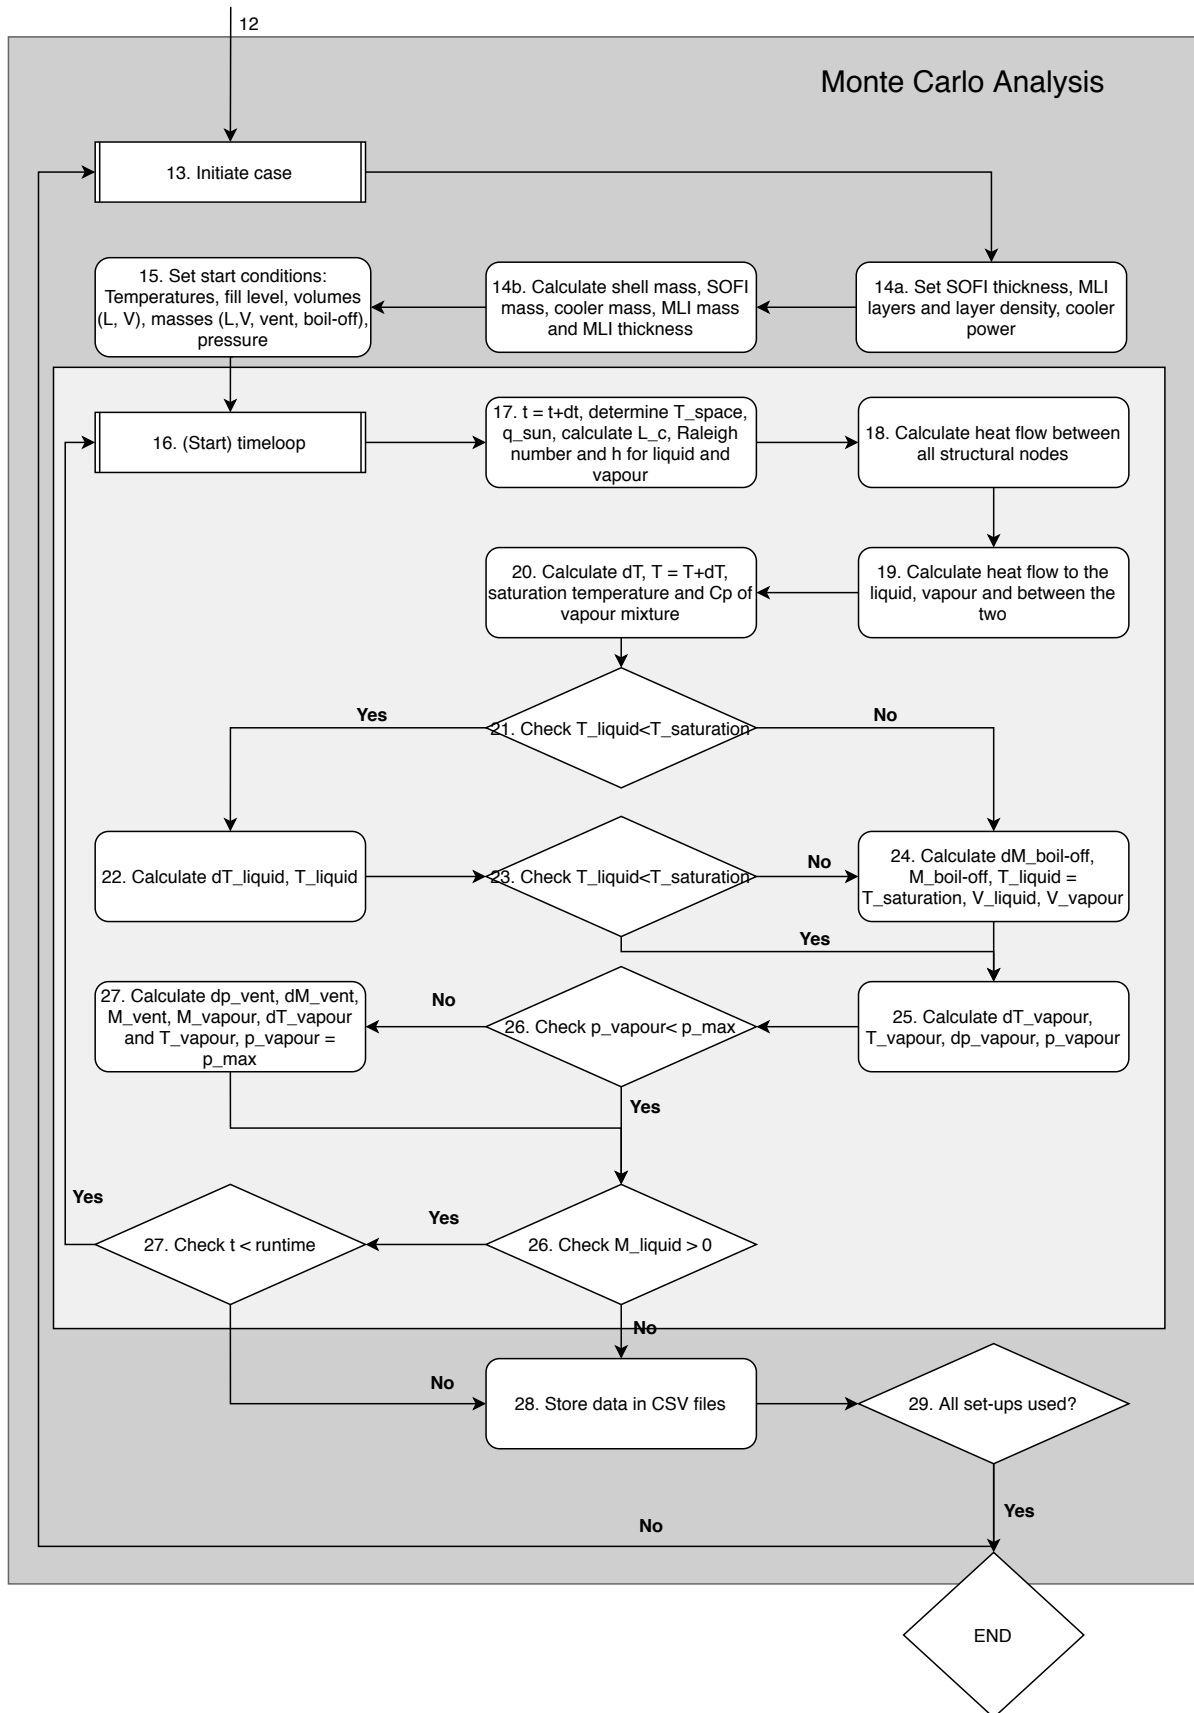 12
Monte Carlo Analysis
13. Initiate case
15. Set start conditions:
Temperatures, fill level, volumes
(L, V), masses (L,V, vent, boil-off),
pressure
14b. Calculate shell mass, SOFI
mass, cooler mass, MLI mass
and MLI thickness
14a. Set SOFI thickness, MLI
layers and layer density, cooler
power
16. (Start) timeloop
17. t = t+dt, determine T_space,
q_sun, calculate L_c, Raleigh
number and h for liquid and
vapour
18. Calculate heat flow between
all structural nodes
20. Calculate dT, T = T+dT,
saturation temperature and Cp of
vapour mixture
19. Calculate heat flow to the
liquid, vapour and between the
two
Yes
21. Check T_liquid<T_saturation
No
22. Calculate dT_liquid, T_liquid
23. Check T_liquid<T_saturation
No
24. Calculate dM_boil-off,
M_boil-off, T_liquid =
T_saturation, V_liquid, V_vapour
Yes
27. Calculate dp_vent, dM_vent,
M_vent, M_vapour, dT_vapour
and T_vapour, p_vapour =
p_max
No
26. Check p_vapour< p_max
25. Calculate dT_vapour,
T_vapour, dp_vapour, p_vapour
Yes
Yes
27. Check t < runtime
Yes
26. Check M_liquid > 0
No
No
28. Store data in CSV files
29. All set-ups used?
Yes
No
END